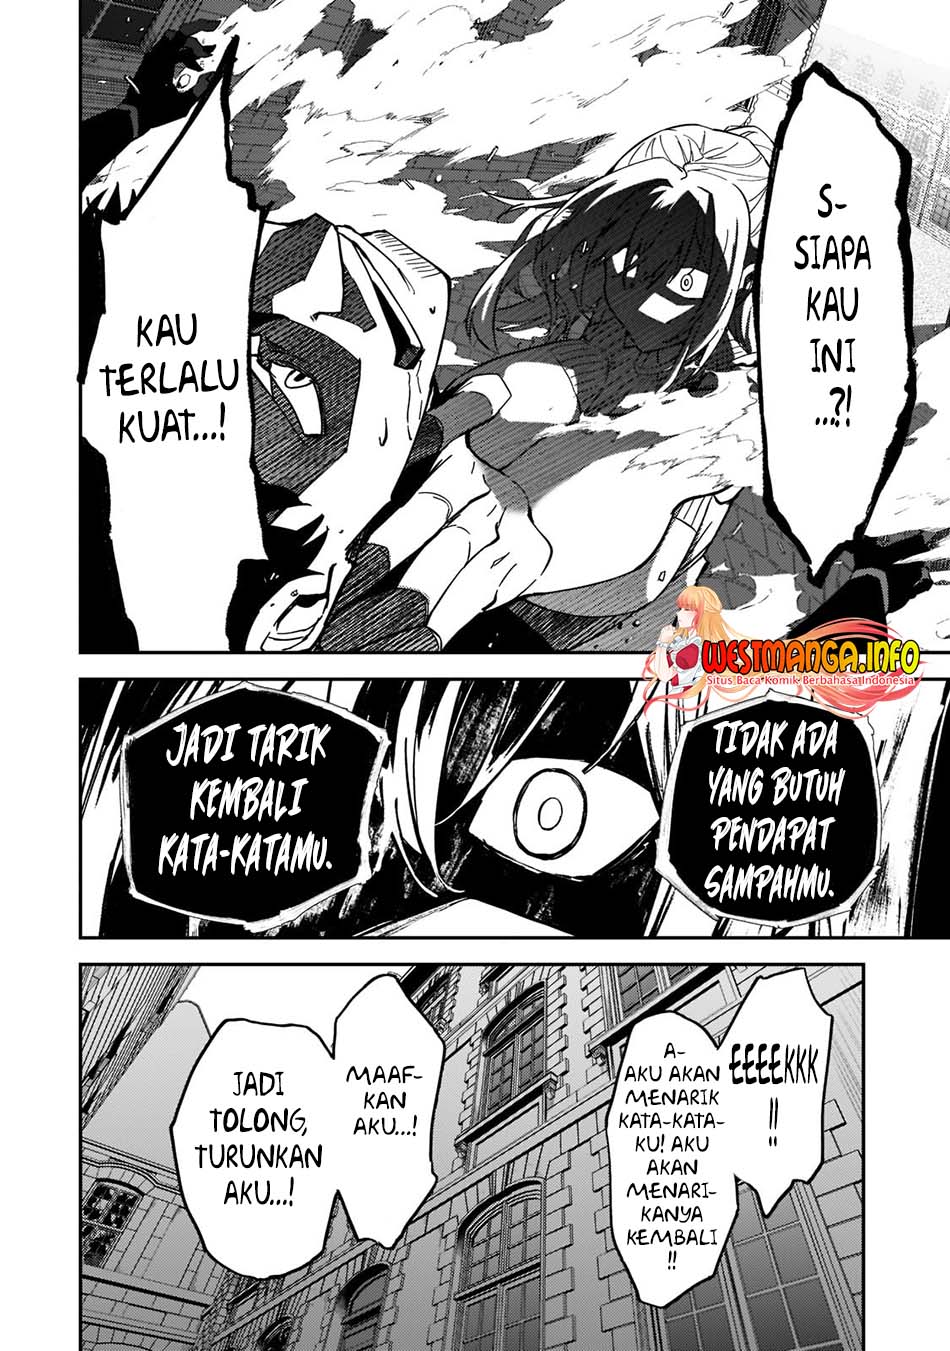 S-
SIAPA
KAU
INI
...?!
KAU
TERLALU
KUAT...!
WESTMANGA.INFO
Situs Baca Komik Berbahasa Indonesia
TIDAK ADA
YANG BUTUH
PENDAPAT
SAMPAHMU.
JADI TARIK
KEMBALI
KATA-KATAMU.
EEEEKKK
!!
A-
AKU AKAN
MENARIK
KATA-KATA-
KU! AKU
AKAN
MENARI-
KANYA
KEMBALI
!!
MAAF-
KAN
AKU...!
JADI
TOLONG,
TURUNKAN
AKU...!